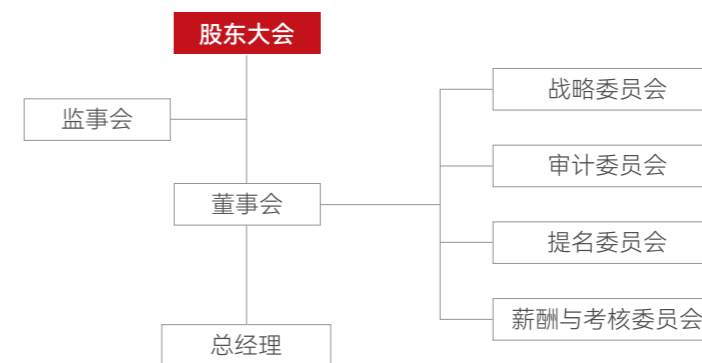 股东大会
监事会
董事会
总经理
战略委员会
审计委员会
提名委员会
薪酬与考核委员会